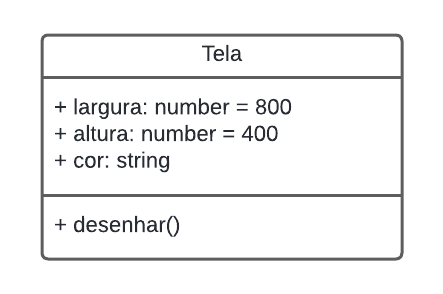 Tela
+ largura: number = 800
+ altura: number = 400
+ cor: string
+ desenhar()